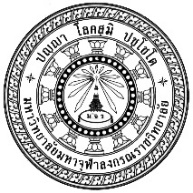 ปญฺญา โลกสฺมิ ปชฺโชโต
มจร
มหาวิทยาลัยมหาจุฬาลงกรณราชวิทยาลัย